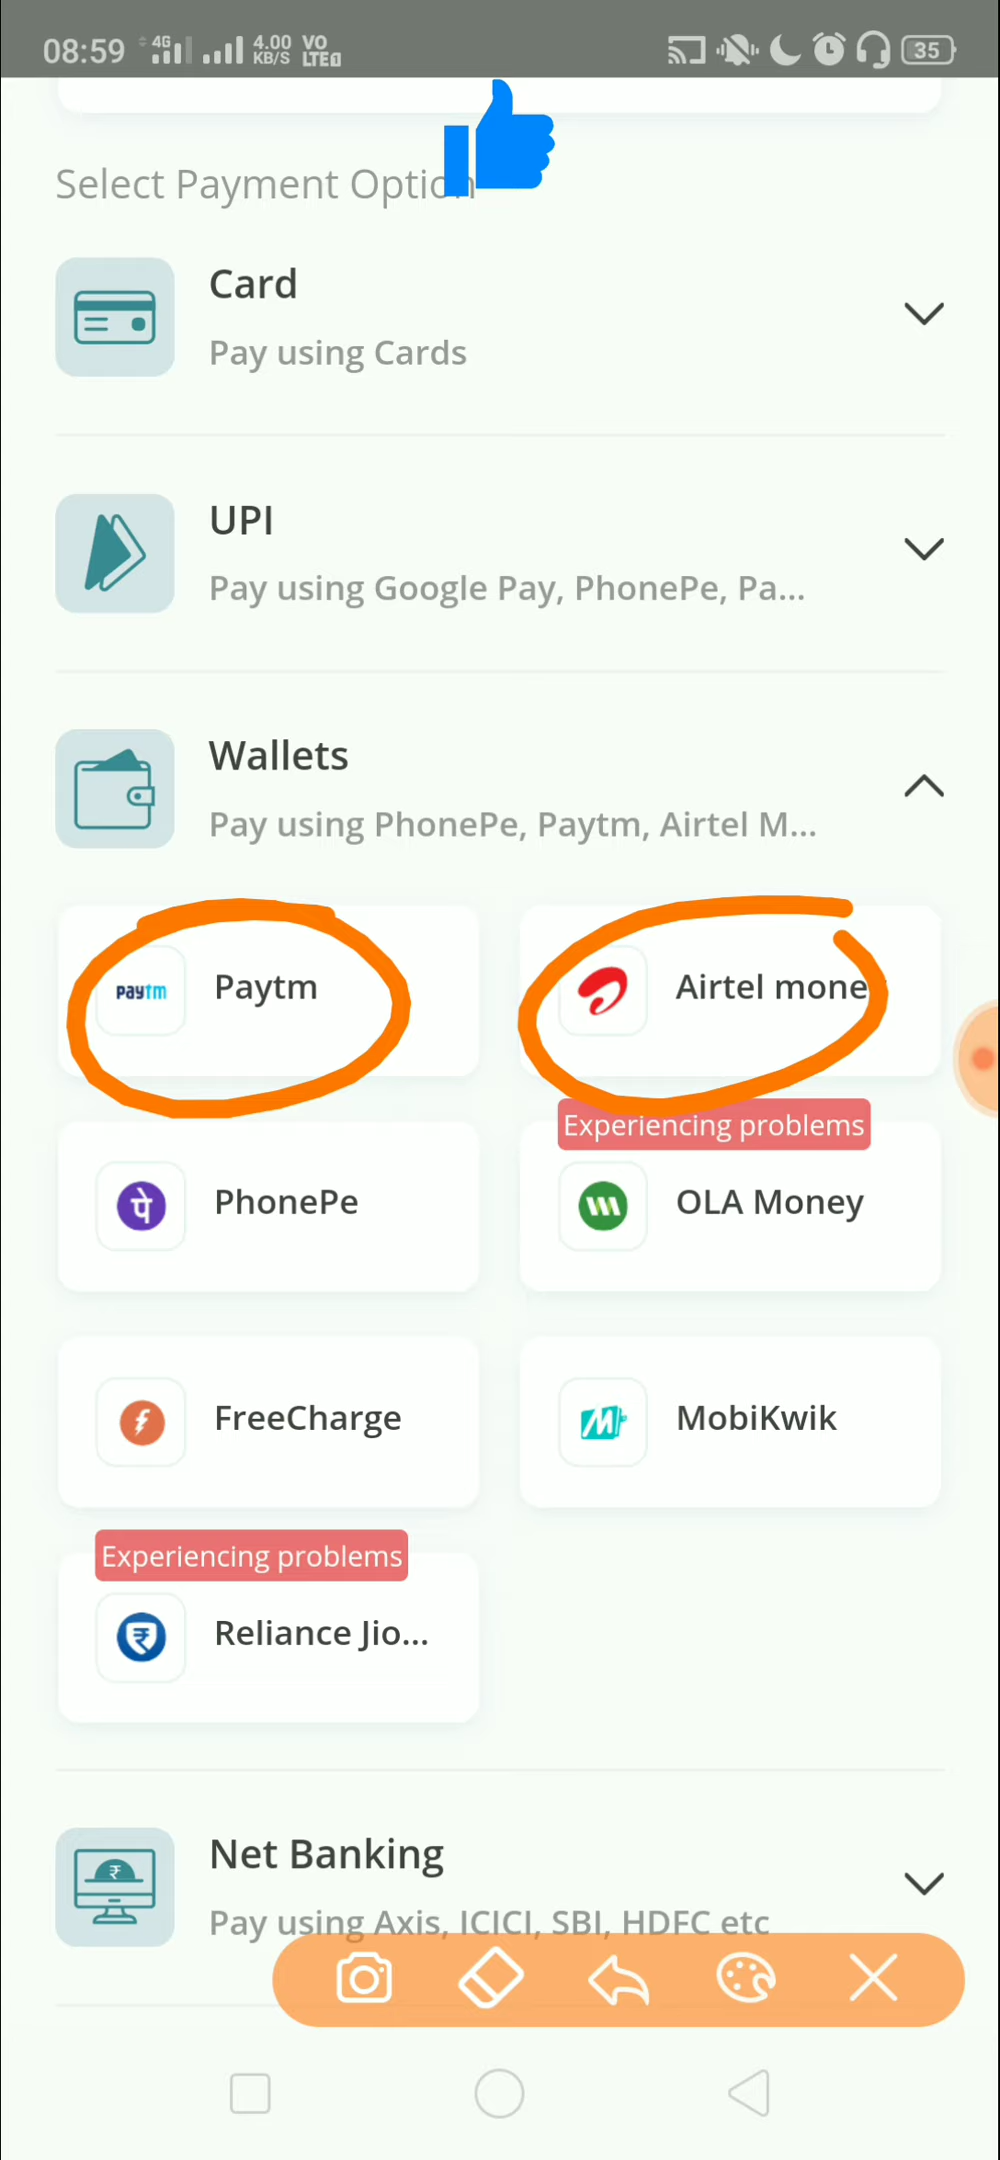 08:59 4G 4.00 KB/S VO LTE1 35
Select Payment Option
Card
Pay using Cards
UPI
Pay using Google Pay, PhonePe, Pa...
Wallets
Pay using PhonePe, Paytm, Airtel M...
Paytm Paytm
Airtel mone
Experiencing problems
पे PhonePe
OLA Money
FreeCharge
M MobiKwik
Experiencing problems
₹ Reliance Jio...
₹ Net Banking
Pay using Axis, ICICI, SBI, HDFC etc